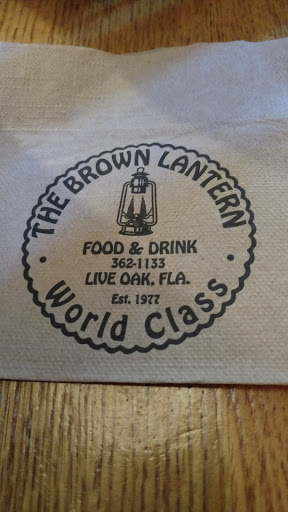 THE BROWN LANTERN
FOOD & DRINK
362-1133
LIVE OAK, FLA.
Est. 1977
• World Class •